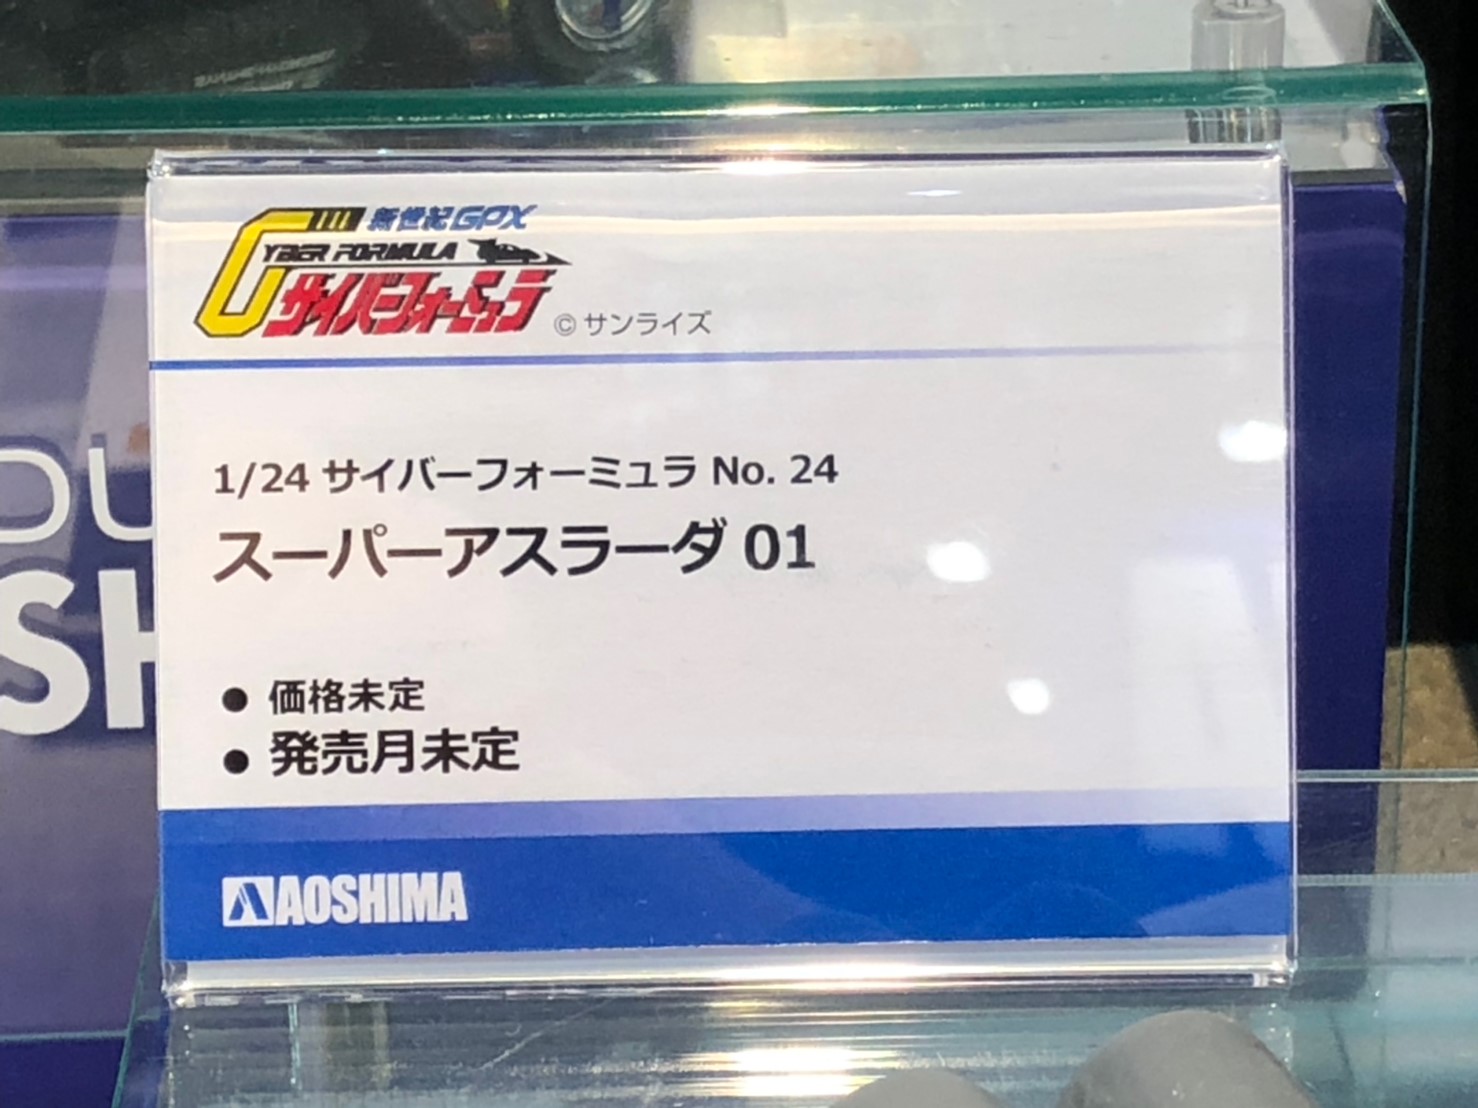 新世紀GPX
CYBER FORMULA
サイバーフォーミュラ
©サンライズ
1/24 サイバーフォーミュラ No. 24
スーパーアスラーダ 01
● 価格未定
● 発売月未定
AOSHIMA
DU
SH